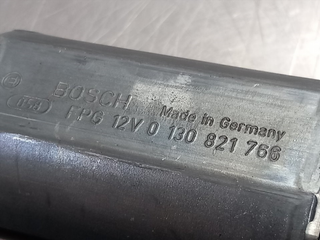 BOSCH Made in Germany
FPG 12V 0 130 821 766